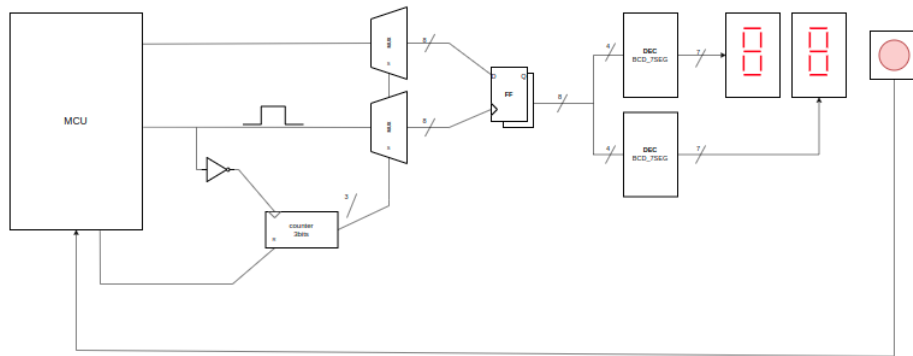 MCU
8
8
4
7
DEC
BCD_7SEG
D
Q
FF
8
s
s
4
7
DEC
BCD_7SEG
3
counter
3bits
R